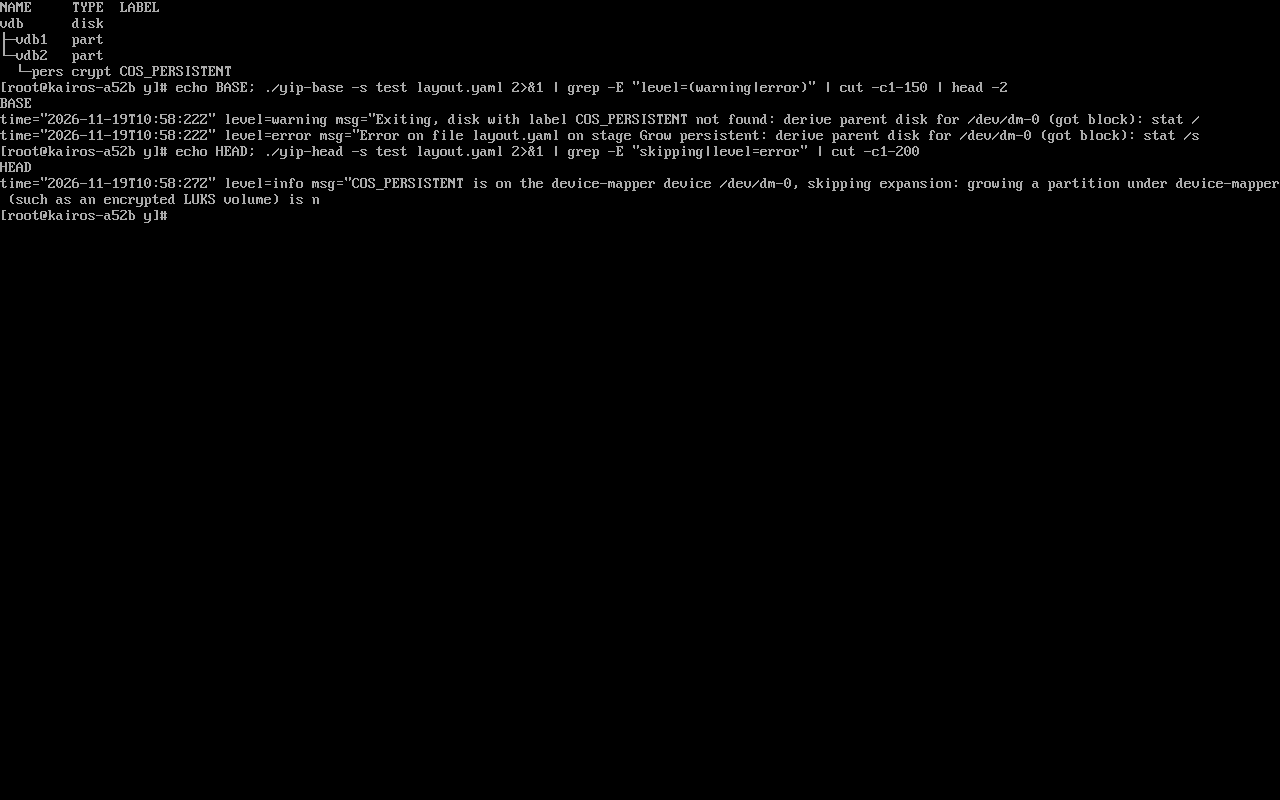 NAME     TYPE  LABEL
vdb      disk
├─vdb1   part
└─vdb2   part
  └─pers crypt COS_PERSISTENT
[root@kairos-a52b y]# echo BASE; ./yip-base -s test layout.yaml 2>&1 | grep -E "level=(warning|error)" | cut -c1-150 | head -2
BASE
time="2026-11-19T10:58:22Z" level=warning msg="Exiting, disk with label COS_PERSISTENT not found: derive parent disk for /dev/dm-0 (got block): stat /
time="2026-11-19T10:58:22Z" level=error msg="Error on file layout.yaml on stage Grow persistent: derive parent disk for /dev/dm-0 (got block): stat /s
[root@kairos-a52b y]# echo HEAD; ./yip-head -s test layout.yaml 2>&1 | grep -E "skipping|level=error" | cut -c1-200
HEAD
time="2026-11-19T10:58:27Z" level=info msg="COS_PERSISTENT is on the device-mapper device /dev/dm-0, skipping expansion: growing a partition under device-mapper
 (such as an encrypted LUKS volume) is n
[root@kairos-a52b y]#